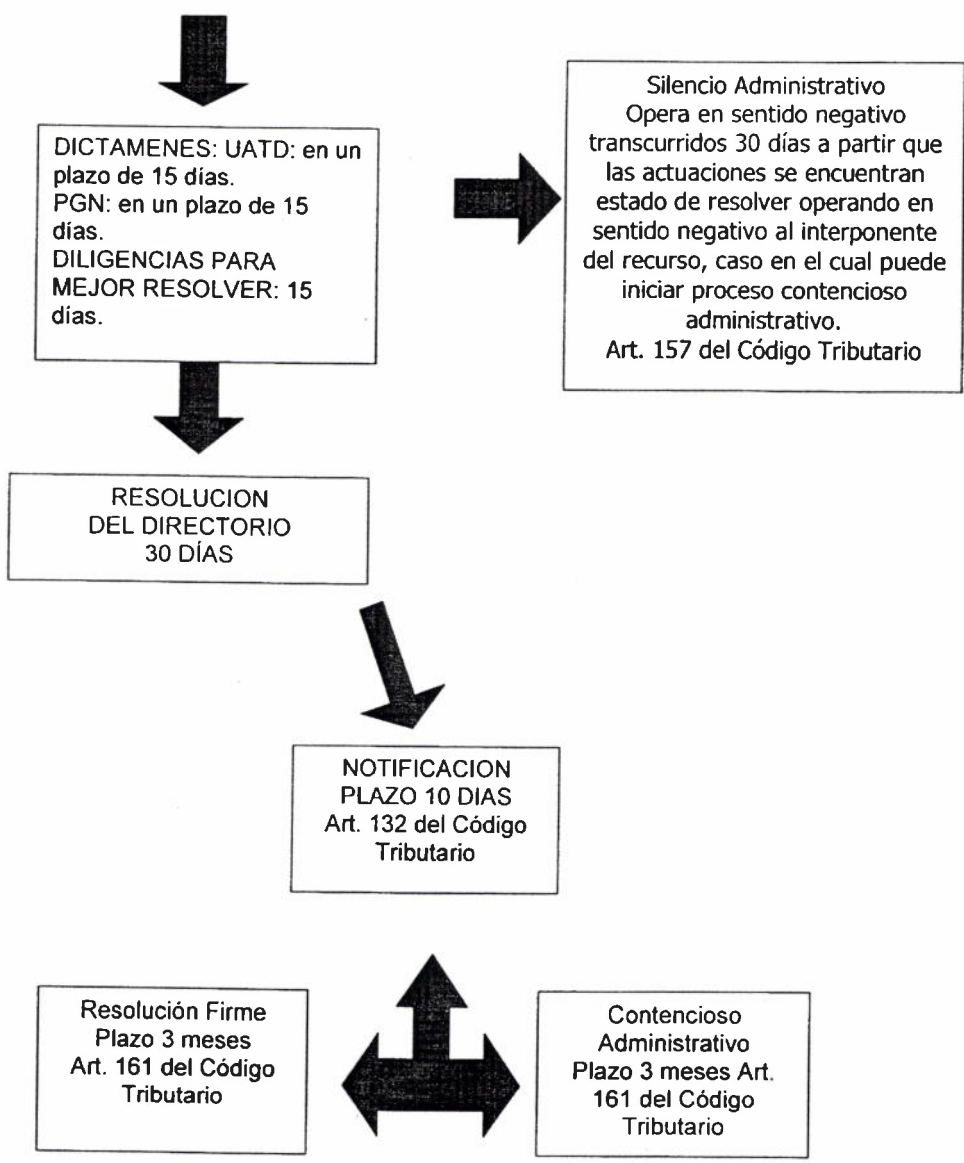 DICTAMENES: UATD: en un
plazo de 15 días.
PGN: en un plazo de 15
días.
DILIGENCIAS PARA
MEJOR RESOLVER: 15
días.
Silencio Administrativo
Opera en sentido negativo
transcurridos 30 días a partir que
las actuaciones se encuentran
estado de resolver operando en
sentido negativo al interponente
del recurso, caso en el cual puede
iniciar proceso contencioso
administrativo.
Art. 157 del Código Tributario
RESOLUCION
DEL DIRECTORIO
30 DÍAS
NOTIFICACION
PLAZO 10 DIAS
Art. 132 del Código
Tributario
Resolución Firme
Plazo 3 meses
Art. 161 del Código
Tributario
Contencioso
Administrativo
Plazo 3 meses Art.
161 del Código
Tributario